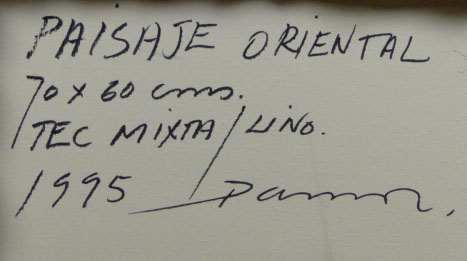 PAISAJE ORIENTAL
70 x 60 cms.
TEC MIXTA / LINO.
1995